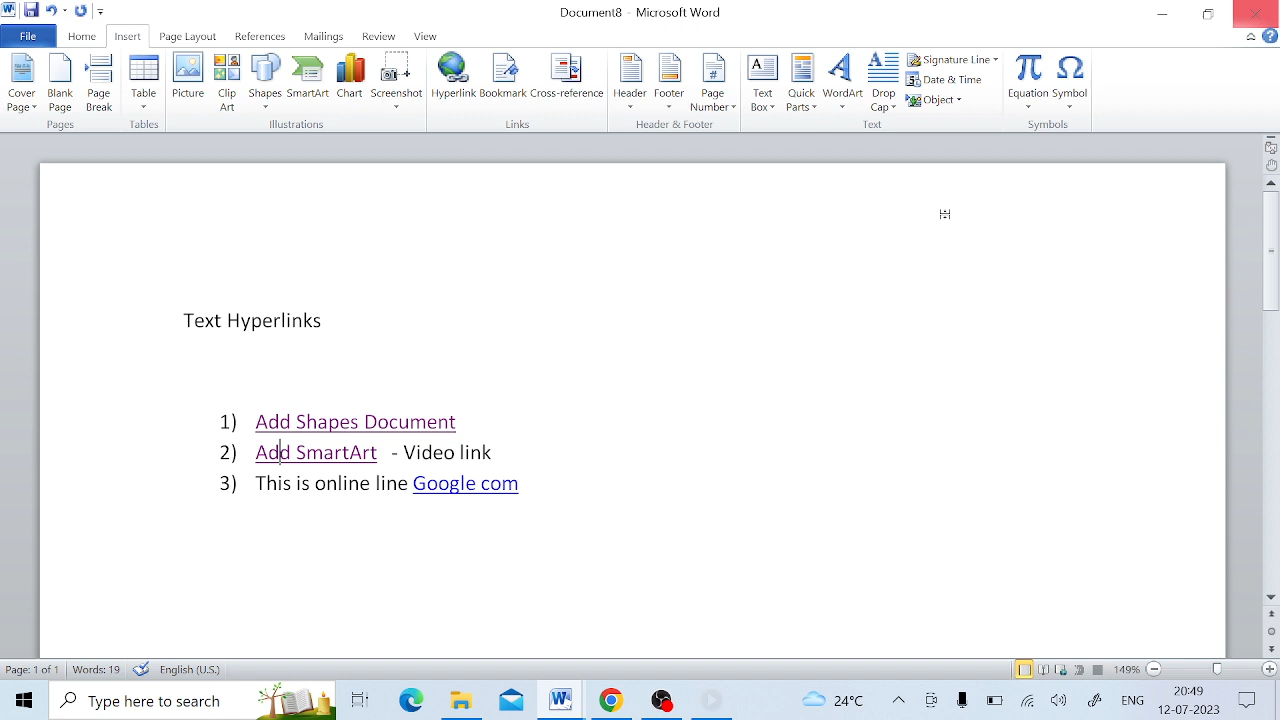 Document8 - Microsoft Word
File Home Insert Page Layout References Mailings Review View
Cover Page
Blank Page
Page Break
Table
Picture
Clip Art
Shapes
SmartArt
Chart
Screenshot
Hyperlink
Bookmark
Cross-reference
Header
Footer
Page Number
Text Box
Quick Parts
WordArt
Drop Cap
Signature Line
Date & Time
Object
Equation
Symbol
Pages Tables Illustrations Links Header & Footer Text Symbols
Text Hyperlinks
1) Add Shapes Document
2) Add SmartArt - Video link
3) This is online line Google com
Page: 1 of 1 Words: 19 English (U.S.) 149%
Type here to search 24°C ENG 20:49
12-07-2023